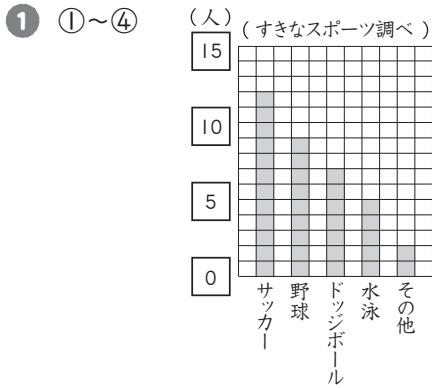 1 ①～④
(人)
(すきなスポーツ調べ)
15
10
5
0
サッカー
野球
ドッジボール
水泳
その他